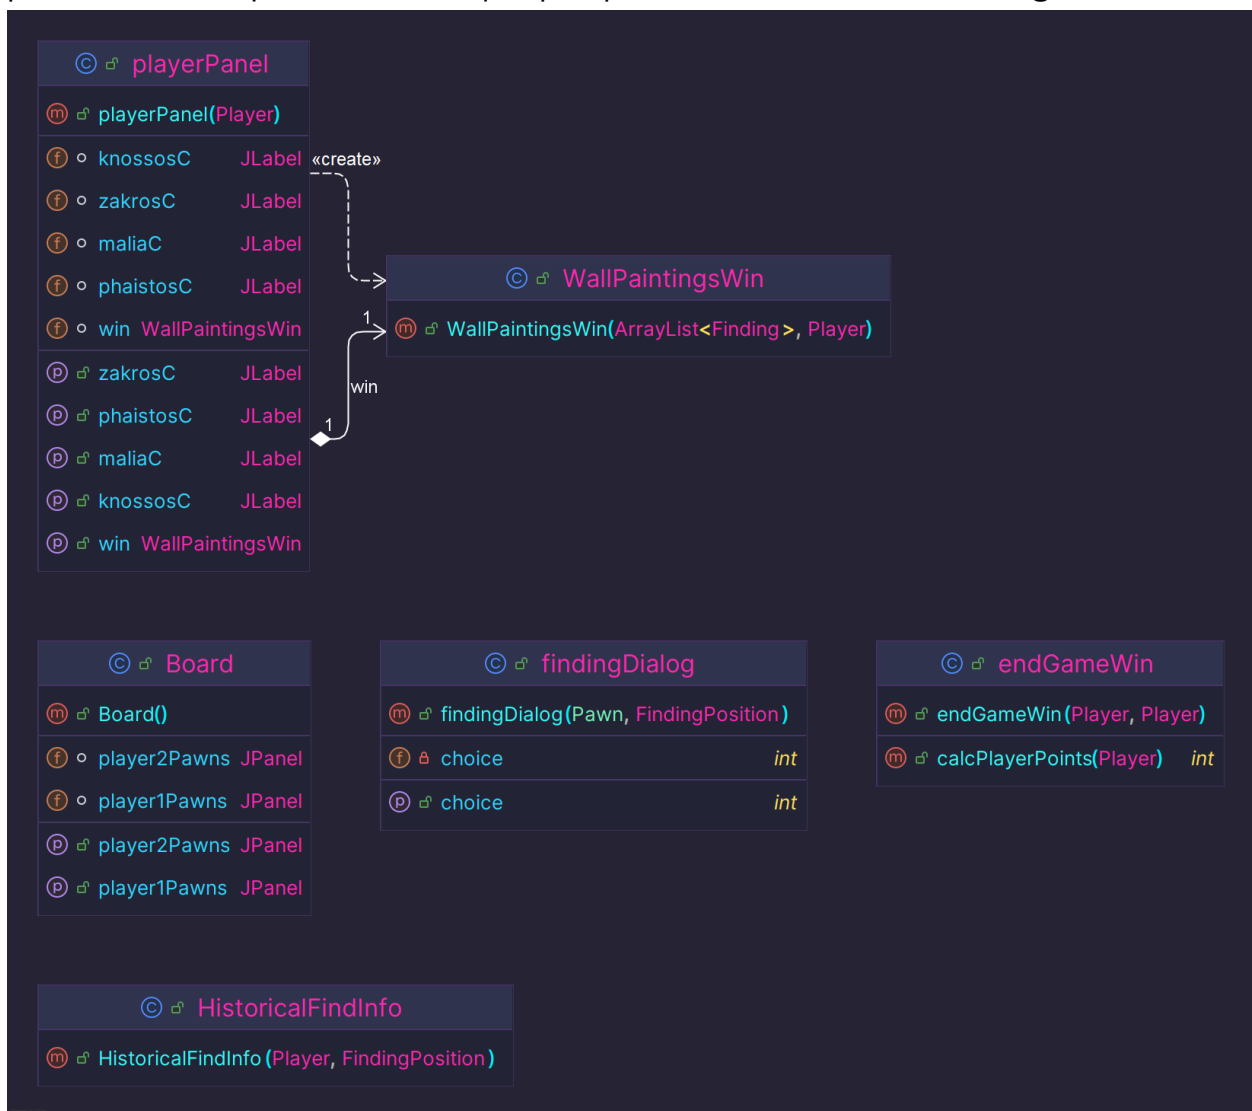 playerPanel
playerPanel(Player)
knossosC JLabel
zakrosC JLabel
maliaC JLabel
phaistosC JLabel
win WallPaintingsWin
zakrosC JLabel
phaistosC JLabel
maliaC JLabel
knossosC JLabel
win WallPaintingsWin
«create»
1
win
1
WallPaintingsWin
WallPaintingsWin(ArrayList<Finding>, Player)
Board
Board()
player2Pawns JPanel
player1Pawns JPanel
player2Pawns JPanel
player1Pawns JPanel
findingDialog
findingDialog(Pawn, FindingPosition)
choice int
choice int
endGameWin
endGameWin(Player, Player)
calcPlayerPoints(Player) int
HistoricalFindInfo
HistoricalFindInfo(Player, FindingPosition)